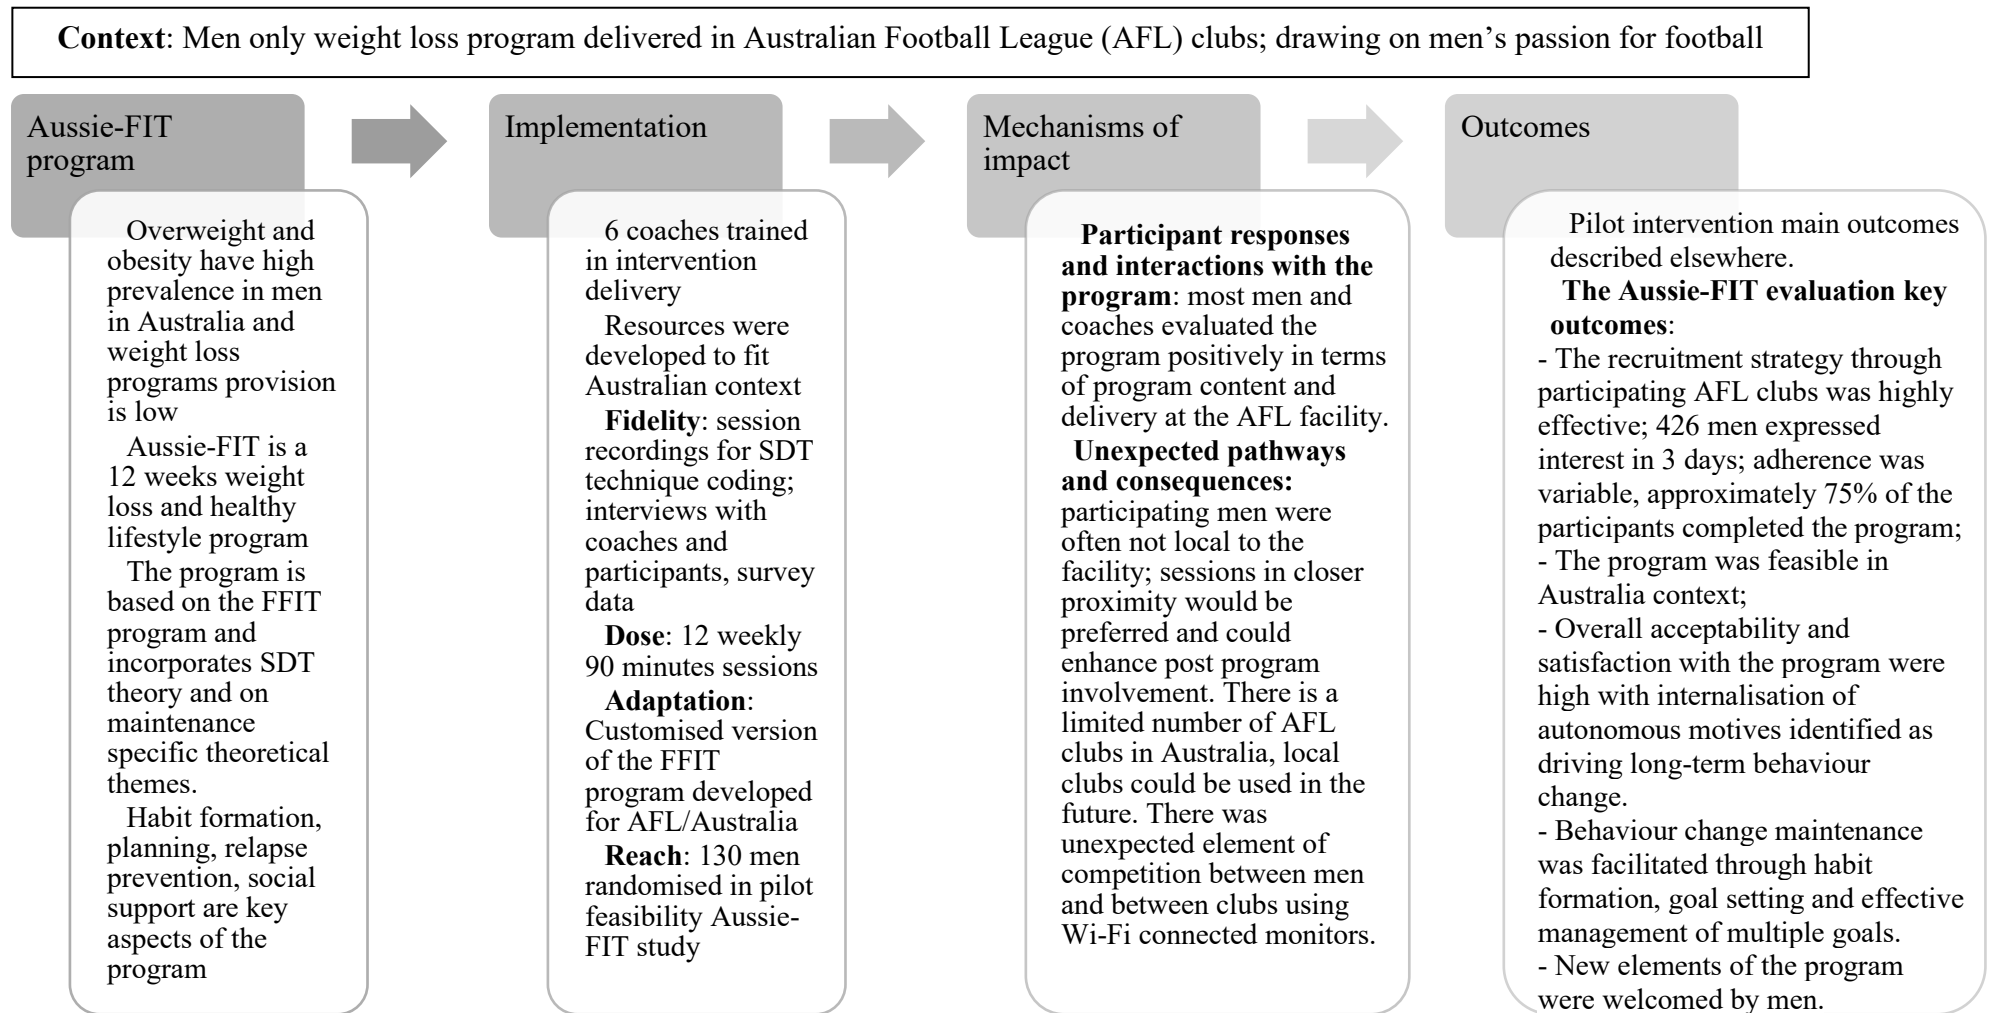 Context: Men only weight loss program delivered in Australian Football League (AFL) clubs; drawing on men’s passion for football
Aussie-FIT
program
Overweight and
obesity have high
prevalence in men
in Australia and
weight loss
programs provision
is low
Aussie-FIT is a
12 weeks weight
loss and healthy
lifestyle program
The program is
based on the FFIT
program and
incorporates SDT
theory and on
maintenance
specific theoretical
themes.
Habit formation,
planning, relapse
prevention, social
support are key
aspects of the
program
Implementation
6 coaches trained
in intervention
delivery
Resources were
developed to fit
Australian context
Fidelity: session
recordings for SDT
technique coding;
interviews with
coaches and
participants, survey
data
Dose: 12 weekly
90 minutes sessions
Adaptation:
Customised version
of the FFIT
program developed
for AFL/Australia
Reach: 130 men
randomised in pilot
feasibility Aussie-
FIT study
Mechanisms of
impact
Participant responses
and interactions with the
program: most men and
coaches evaluated the
program positively in terms
of program content and
delivery at the AFL facility.
Unexpected pathways
and consequences:
participating men were
often not local to the
facility; sessions in closer
proximity would be
preferred and could
enhance post program
involvement. There is a
limited number of AFL
clubs in Australia, local
clubs could be used in the
future. There was
unexpected element of
competition between men
and between clubs using
Wi-Fi connected monitors.
Outcomes
Pilot intervention main outcomes
described elsewhere.
The Aussie-FIT evaluation key
outcomes:
- The recruitment strategy through
participating AFL clubs was highly
effective; 426 men expressed
interest in 3 days; adherence was
variable, approximately 75% of the
participants completed the program;
- The program was feasible in
Australia context;
- Overall acceptability and
satisfaction with the program were
high with internalisation of
autonomous motives identified as
driving long-term behaviour
change.
- Behaviour change maintenance
was facilitated through habit
formation, goal setting and effective
management of multiple goals.
- New elements of the program
were welcomed by men.